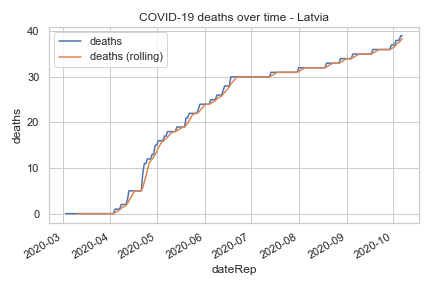 COVID-19 deaths over time - Latvia
deaths
deaths (rolling)
40
30
20
10
0
deaths
2020-03
2020-04
2020-05
2020-06
2020-07
2020-08
2020-09
2020-10
dateRep